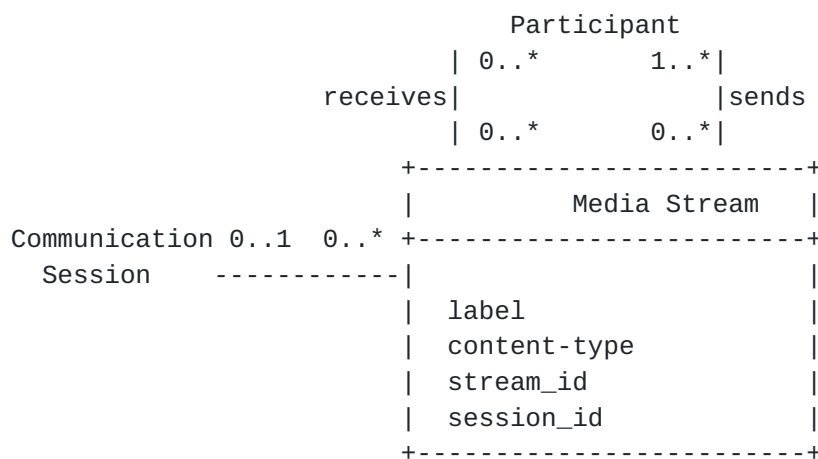 Participant
| 0..* 1..*|
receives| |sends
| 0..* 0..*|
+-------------------------+
| Media Stream |
Communication 0..1 0..* +-------------------------+
Session ------------| |
| label |
| content-type |
| stream_id |
| session_id |
+-------------------------+